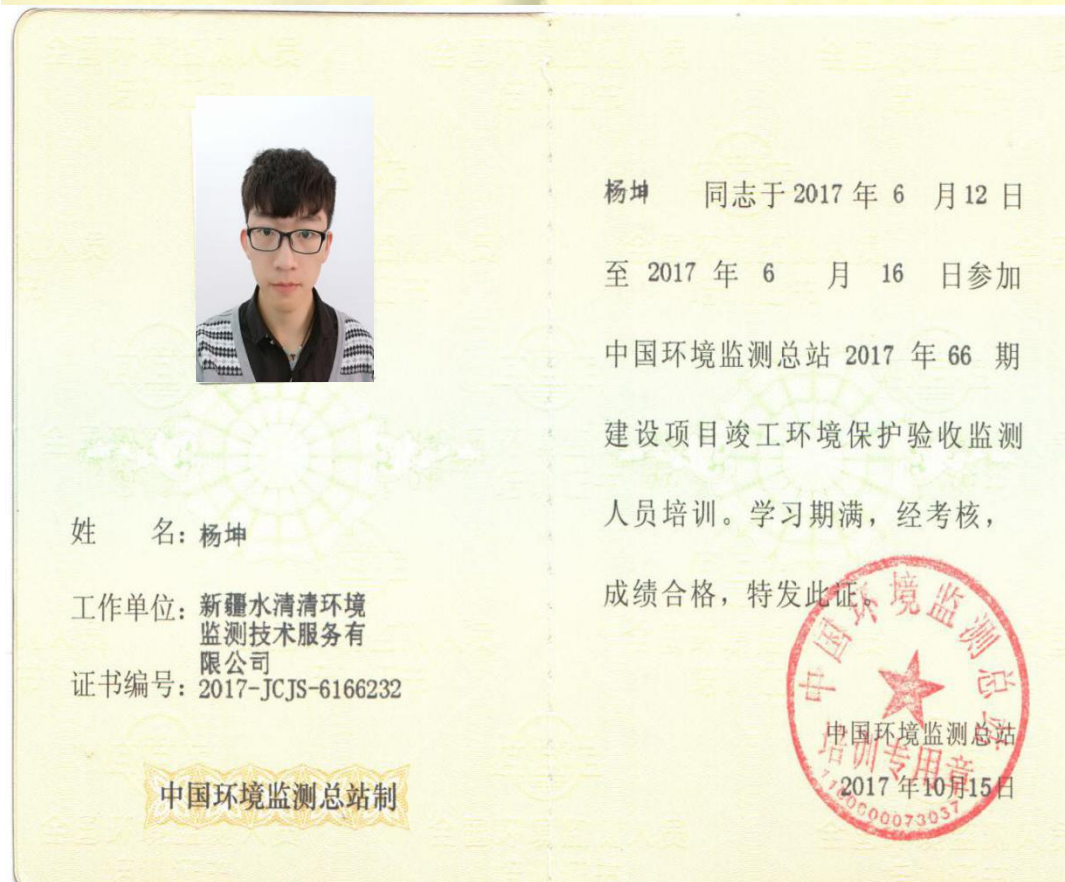 姓 名：杨坤
工作单位：新疆水清清环境
监测技术服务有
限公司
证书编号：2017-JCJS-6166232
中国环境监测总站制
杨坤 同志于 2017 年 6 月 12 日
至 2017 年 6 月 16 日参加
中国环境监测总站 2017 年 66 期
建设项目竣工环境保护验收监测
人员培训。学习期满，经考核，
成绩合格，特发此证。
中国环境监测总站
培训专用章
中国环境监测总站
2017 年10月15日